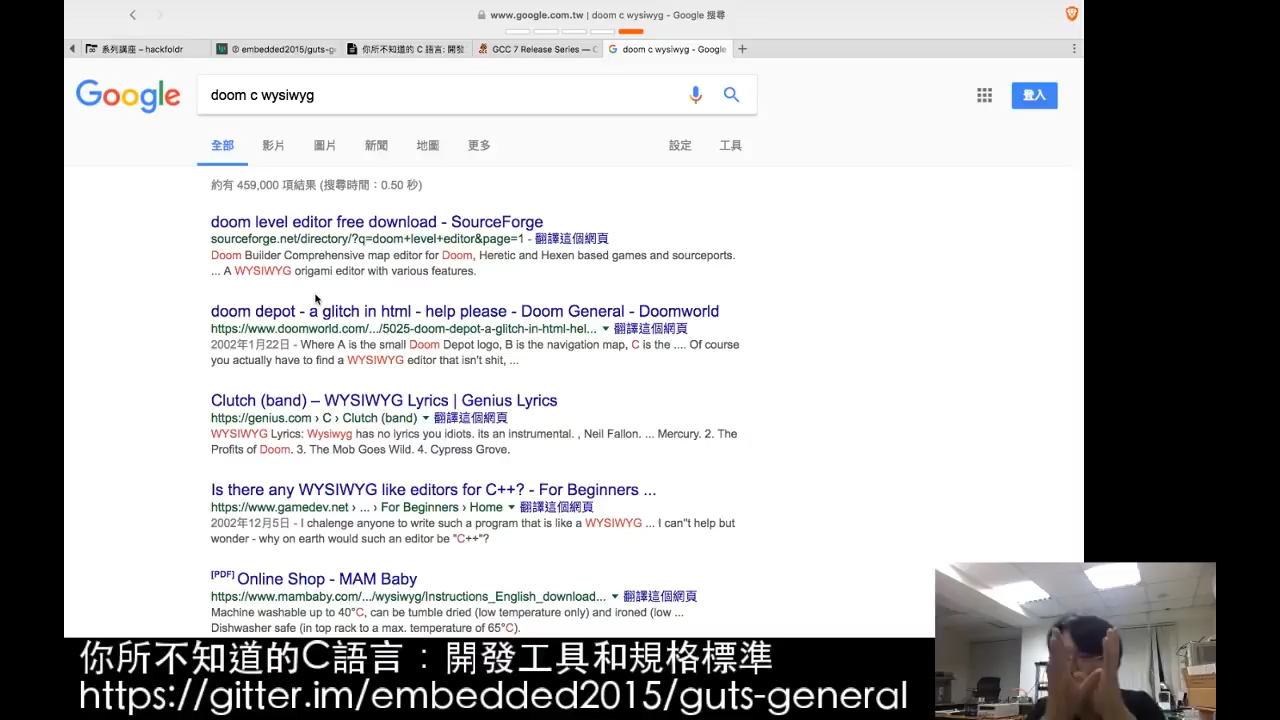 www.google.com.tw | doom c wysiwyg - Google 搜尋
系列講座 – hackfoldr
embedded2015/guts-g
你所不知道的 C 語言: 開發
GCC 7 Release Series — C
doom c wysiwyg - Google
Google
doom c wysiwyg
登入
全部 影片 圖片 新聞 地圖 更多 設定 工具
約有 459,000 項結果 (搜尋時間：0.50 秒)
doom level editor free download - SourceForge
sourceforge.net/directory/?q=doom+level+editor&page=1 - 翻譯這個網頁
Doom Builder Comprehensive map editor for Doom, Heretic and Hexen based games and sourceports.
... A WYSIWYG origami editor with various features.
doom depot - a glitch in html - help please - Doom General - Doomworld
https://www.doomworld.com/.../5025-doom-depot-a-glitch-in-html-hel... 翻譯這個網頁
2002年1月22日 - Where A is the small Doom Depot logo, B is the navigation map, C is the .... Of course
you actually have to find a WYSIWYG editor that isn't shit, ...
Clutch (band) – WYSIWYG Lyrics | Genius Lyrics
https://genius.com › C › Clutch (band) 翻譯這個網頁
WYSIWYG Lyrics: Wysiwyg has no lyrics you idiots. its an instrumental. , Neil Fallon. ... Mercury. 2. The
Profits of Doom. 3. The Mob Goes Wild. 4. Cypress Grove.
Is there any WYSIWYG like editors for C++? - For Beginners ...
https://www.gamedev.net › ... › For Beginners › Home 翻譯這個網頁
2002年12月5日 - I chalenge anyone to write such a program that is like a WYSIWYG ... I can"t help but
wonder - why on earth would such an editor be "C++"?
[PDF] Online Shop - MAM Baby
https://www.mambaby.com/.../wysiwyg/Instructions_English_download... 翻譯這個網頁
Machine washable up to 40°C, can be tumble dried (low temperature only) and ironed (low ...
Dishwasher safe (in top rack to a max. temperature of 65°C).
你所不知道的C語言：開發工具和規格標準
https://gitter.im/embedded2015/guts-general